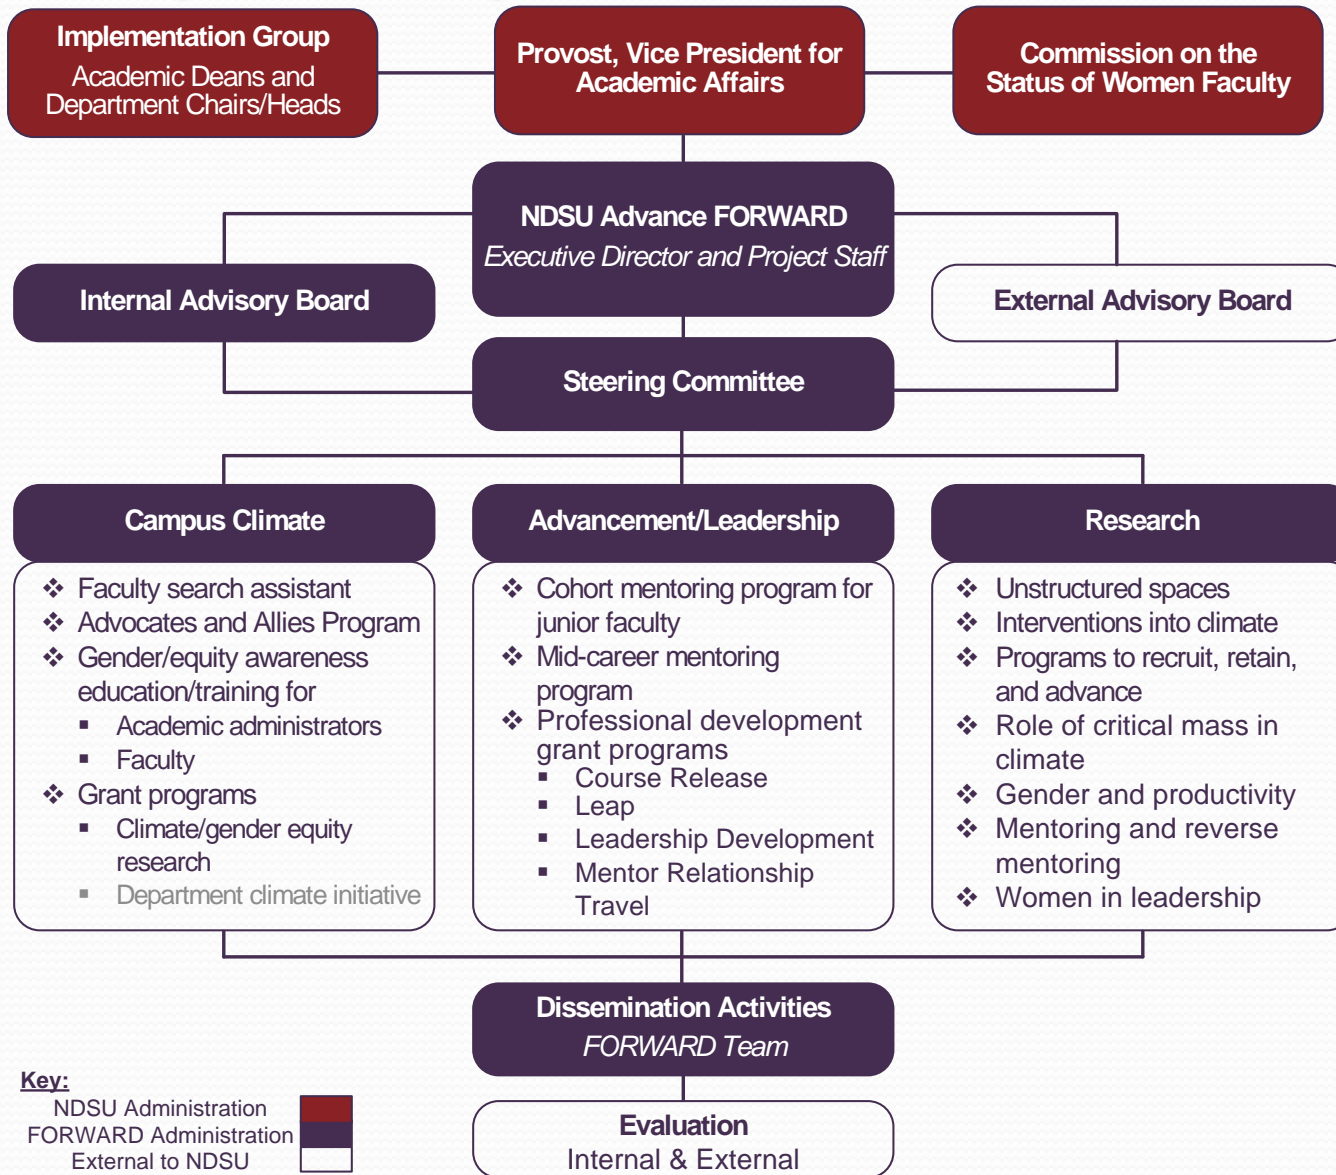 Implementation Group
Academic Deans and
Department Chairs/Heads
Provost, Vice President for
Academic Affairs
Commission on the
Status of Women Faculty
NDSU Advance FORWARD
Executive Director and Project Staff
Internal Advisory Board
External Advisory Board
Steering Committee
Campus Climate
❖ Faculty search assistant
❖ Advocates and Allies Program
❖ Gender/equity awareness
education/training for
▪ Academic administrators
▪ Faculty
❖ Grant programs
▪ Climate/gender equity
research
▪ Department climate initiative
Advancement/Leadership
❖ Cohort mentoring program for
junior faculty
❖ Mid-career mentoring
program
❖ Professional development
grant programs
▪ Course Release
▪ Leap
▪ Leadership Development
▪ Mentor Relationship
Travel
Research
❖ Unstructured spaces
❖ Interventions into climate
❖ Programs to recruit, retain,
and advance
❖ Role of critical mass in
climate
❖ Gender and productivity
❖ Mentoring and reverse
mentoring
❖ Women in leadership
Dissemination Activities
FORWARD Team
Evaluation
Internal & External
Key:
NDSU Administration
FORWARD Administration
External to NDSU